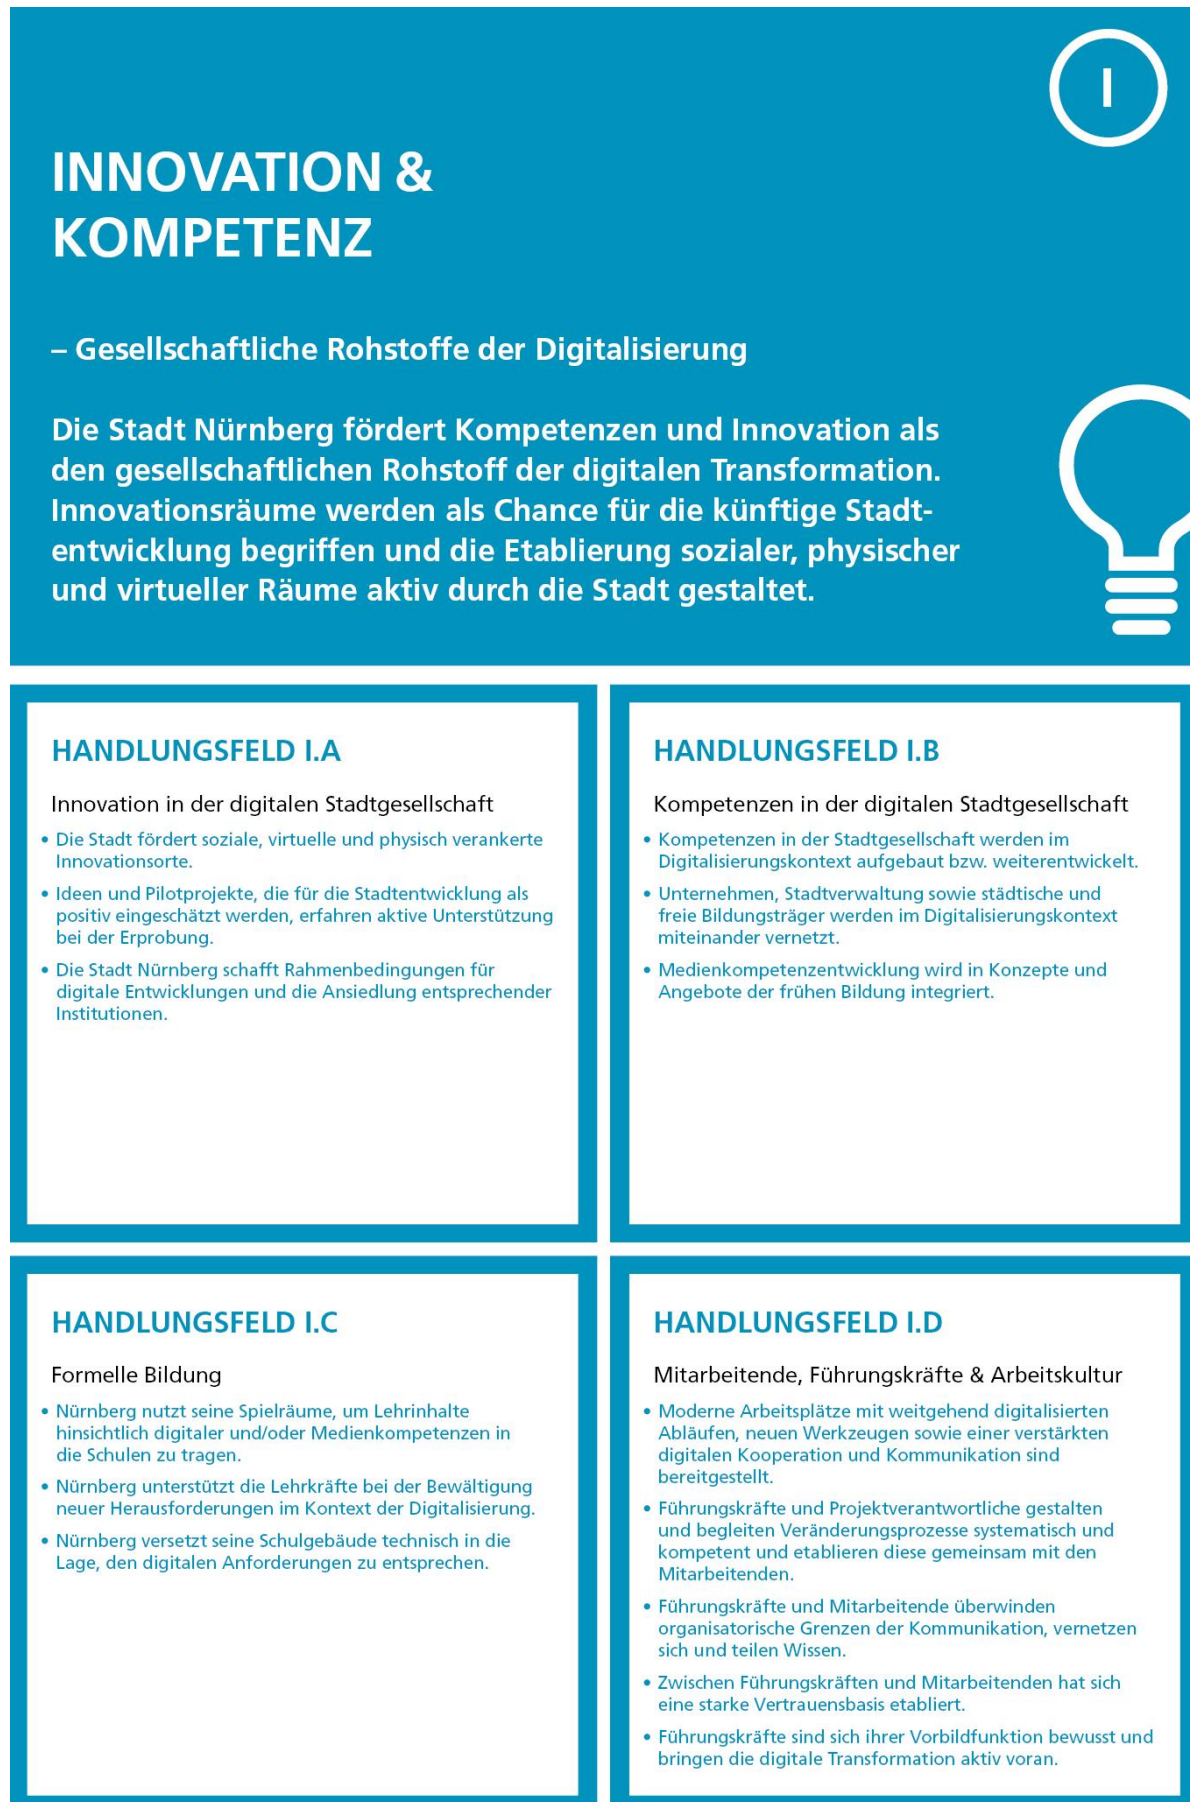 I
INNOVATION &
KOMPETENZ
– Gesellschaftliche Rohstoffe der Digitalisierung
Die Stadt Nürnberg fördert Kompetenzen und Innovation als
den gesellschaftlichen Rohstoff der digitalen Transformation.
Innovationsräume werden als Chance für die künftige Stadt-
entwicklung begriffen und die Etablierung sozialer, physischer
und virtueller Räume aktiv durch die Stadt gestaltet.
HANDLUNGSFELD I.A
Innovation in der digitalen Stadtgesellschaft
• Die Stadt fördert soziale, virtuelle und physisch verankerte
Innovationsorte.
• Ideen und Pilotprojekte, die für die Stadtentwicklung als
positiv eingeschätzt werden, erfahren aktive Unterstützung
bei der Erprobung.
• Die Stadt Nürnberg schafft Rahmenbedingungen für
digitale Entwicklungen und die Ansiedlung entsprechender
Institutionen.
HANDLUNGSFELD I.B
Kompetenzen in der digitalen Stadtgesellschaft
• Kompetenzen in der Stadtgesellschaft werden im
Digitalisierungskontext aufgebaut bzw. weiterentwickelt.
• Unternehmen, Stadtverwaltung sowie städtische und
freie Bildungsträger werden im Digitalisierungskontext
miteinander vernetzt.
• Medienkompetenzentwicklung wird in Konzepte und
Angebote der frühen Bildung integriert.
HANDLUNGSFELD I.C
Formelle Bildung
• Nürnberg nutzt seine Spielräume, um Lehrinhalte
hinsichtlich digitaler und/oder Medienkompetenzen in
die Schulen zu tragen.
• Nürnberg unterstützt die Lehrkräfte bei der Bewältigung
neuer Herausforderungen im Kontext der Digitalisierung.
• Nürnberg versetzt seine Schulgebäude technisch in die
Lage, den digitalen Anforderungen zu entsprechen.
HANDLUNGSFELD I.D
Mitarbeitende, Führungskräfte & Arbeitskultur
• Moderne Arbeitsplätze mit weitgehend digitalisierten
Abläufen, neuen Werkzeugen sowie einer verstärkten
digitalen Kooperation und Kommunikation sind
bereitgestellt.
• Führungskräfte und Projektverantwortliche gestalten
und begleiten Veränderungsprozesse systematisch und
kompetent und etablieren diese gemeinsam mit den
Mitarbeitenden.
• Führungskräfte und Mitarbeitende überwinden
organisatorische Grenzen der Kommunikation, vernetzen
sich und teilen Wissen.
• Zwischen Führungskräften und Mitarbeitenden hat sich
eine starke Vertrauensbasis etabliert.
• Führungskräfte sind sich ihrer Vorbildfunktion bewusst und
bringen die digitale Transformation aktiv voran.